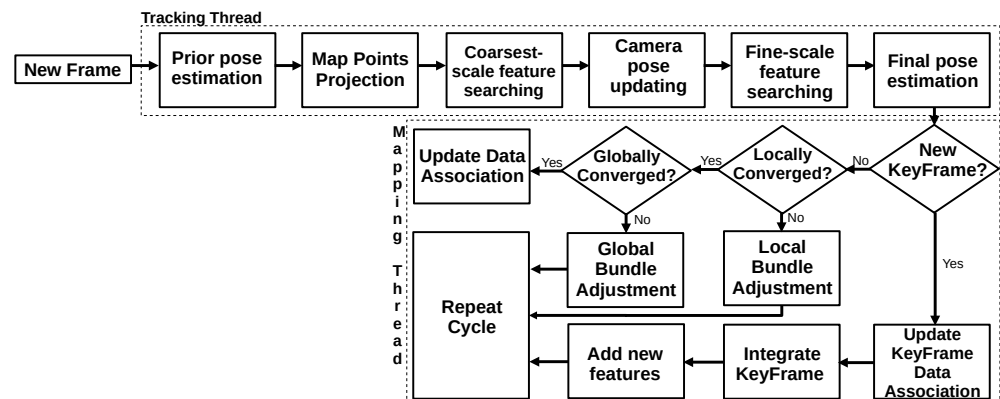 Tracking Thread
New Frame
Prior pose
estimation
Map Points
Projection
Coarsest-
scale feature
searching
Camera
pose
updating
Fine-scale
feature
searching
Final pose
estimation
Mapping Thread
Update Data
Association
Yes
Globally
Converged?
Yes
Locally
Converged?
No
New
KeyFrame?
No
No
Yes
Global
Bundle
Adjustment
Local
Bundle
Adjustment
Repeat
Cycle
Add new
features
Integrate
KeyFrame
Update
KeyFrame
Data
Association